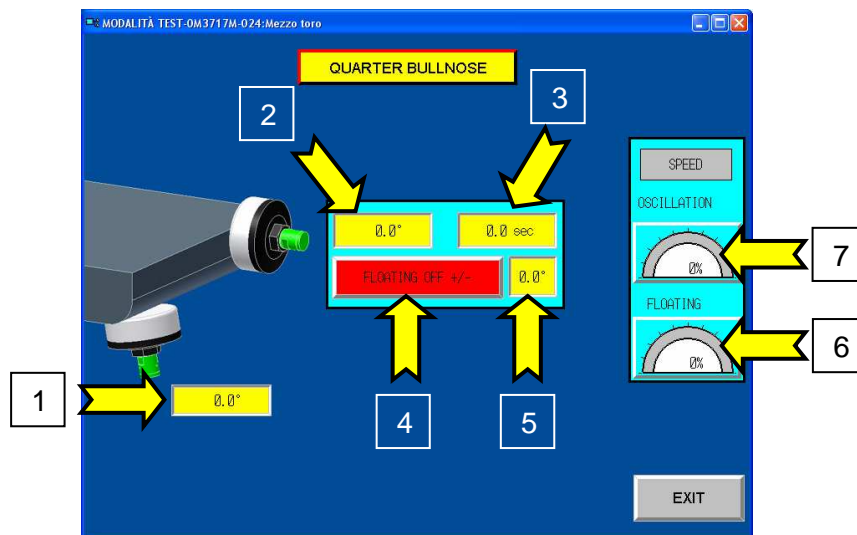 MODALITÀ TEST-OM3717M-024:Mezzo toro
QUARTER BULLNOSE
2
3
SPEED
OSCILLATION
0.0°
0.0 sec
0%
7
FLOATING OFF +/-
0.0°
FLOATING
0%
6
1
0.0°
4
5
EXIT